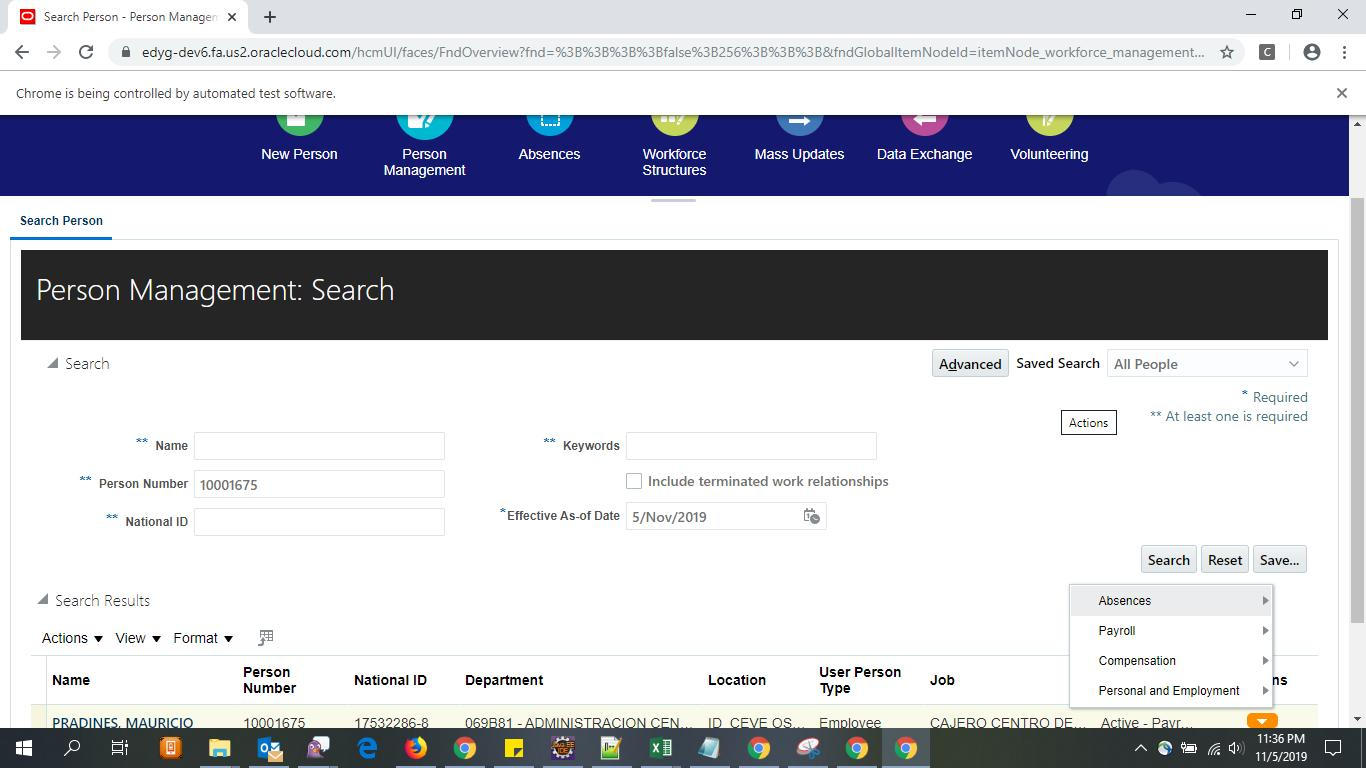 Search Person - Person Managem
edyg-dev6.fa.us2.oraclecloud.com/hcmUI/faces/FndOverview?fnd=%3B%3B%3B%3Bfalse%3B256%3B%3B%3B&fndGlobalItemNodeId=itemNode_workforce_management...
C
Chrome is being controlled by automated test software.
New Person
Person Management
Absences
Workforce Structures
Mass Updates
Data Exchange
Volunteering
Search Person
Person Management: Search
Search
Advanced Saved Search All People
* Required
** At least one is required
Actions
** Name
** Keywords
** Person Number 10001675
Include terminated work relationships
** National ID
*Effective As-of Date 5/Nov/2019
Search Reset Save...
Search Results
Absences
Payroll
Compensation
Personal and Employment
Actions View Format
Name Person Number National ID Department Location User Person Type Job ns
PRADINES, MAURICIO 10001675 17532286-8 069B81 - ADMINISTRACION CEN... ID_CEVE OS... Employee CAJERO CENTRO DE... Active - Payr...
11:36 PM
11/5/2019